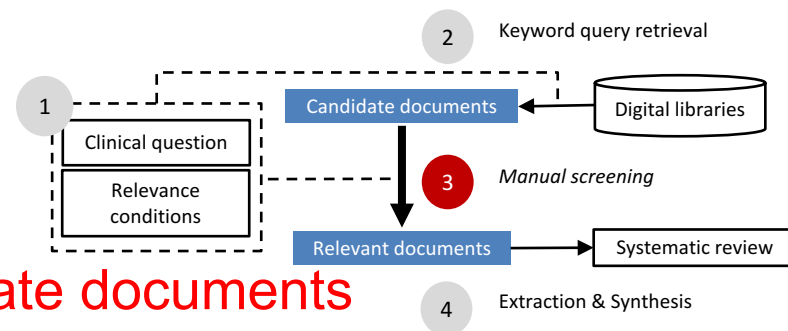 2
Keyword query retrieval
1
Candidate documents
Digital libraries
Clinical question
Relevance
conditions
3
Manual screening
Relevant documents
Systematic review
documents
4
Extraction & Synthesis